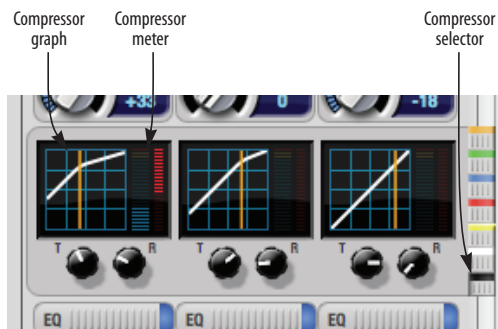 Compressor graph
Compressor meter
Compressor selector
+33
0
-18
T R
T R
T R
EQ
EQ
EQ